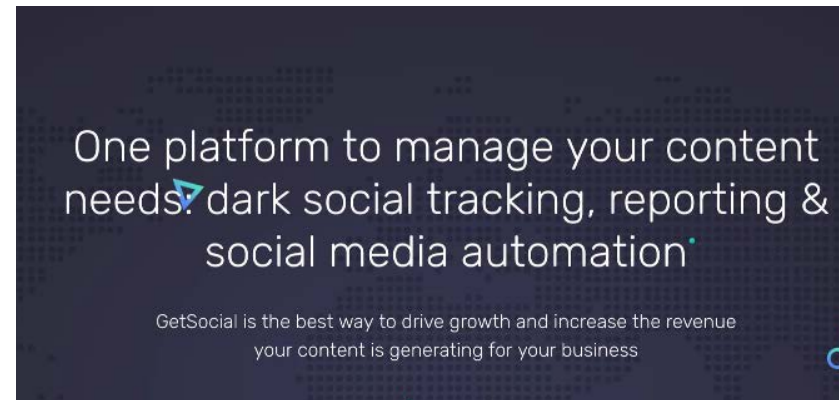 One platform to manage your content
needs: dark social tracking, reporting &
social media automation
GetSocial is the best way to drive growth and increase the revenue
your content is generating for your business